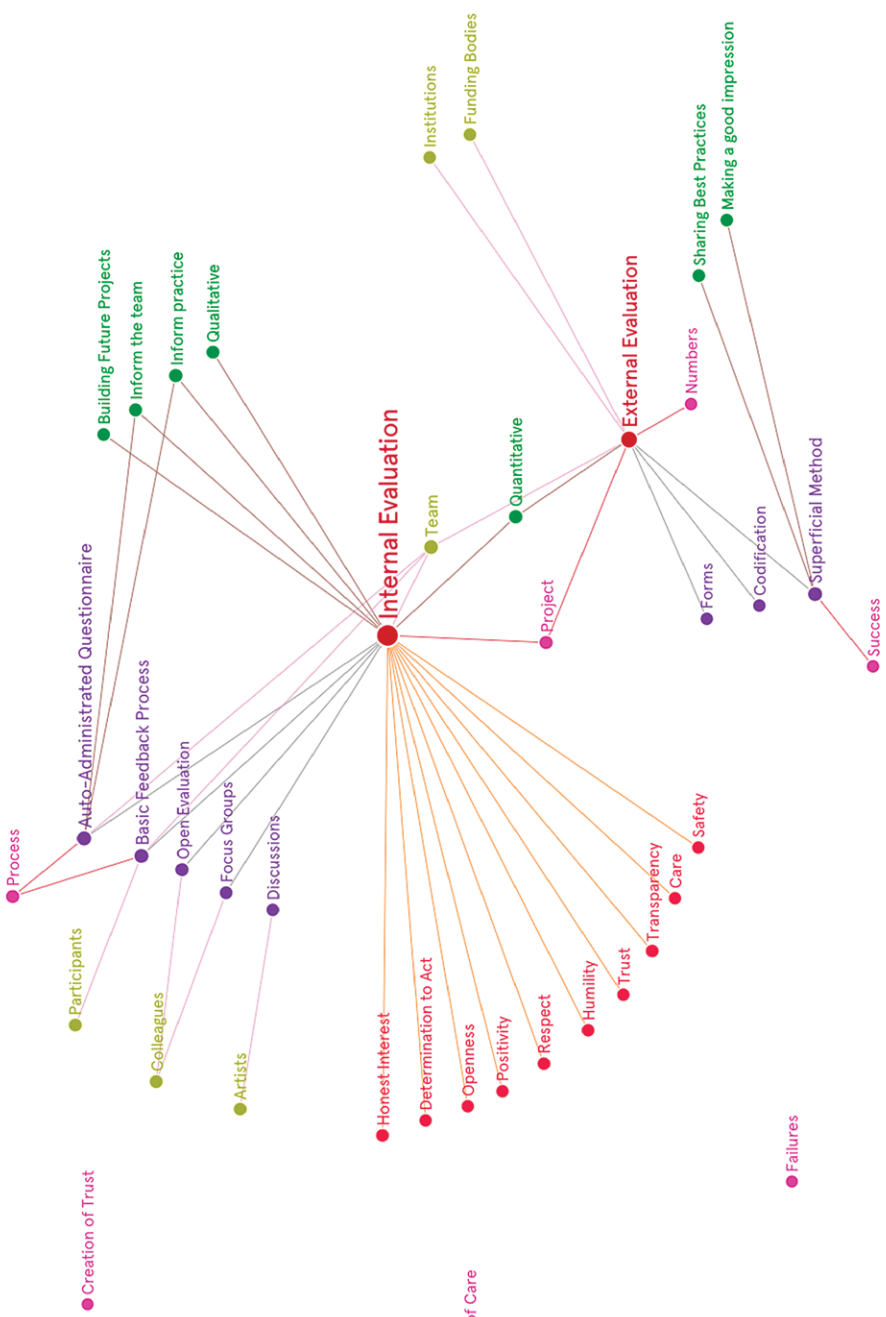 Institutions
Funding Bodies
Sharing Best Practices
Making a good impression
Building Future Projects
Inform the team
Inform practice
Qualitative
External Evaluation
Numbers
Internal Evaluation
Quantitative
Team
Project
Forms
Codification
Superficial Method
Success
Auto-Administrated Questionnaire
Basic Feedback Process
Open Evaluation
Focus Groups
Discussions
Process
Participants
Colleagues
Artists
Honest Interest
Determination to Act
Openness
Positivity
Respect
Humility
Trust
Transparency
Care
Safety
Failures
Creation of Trust
of Care